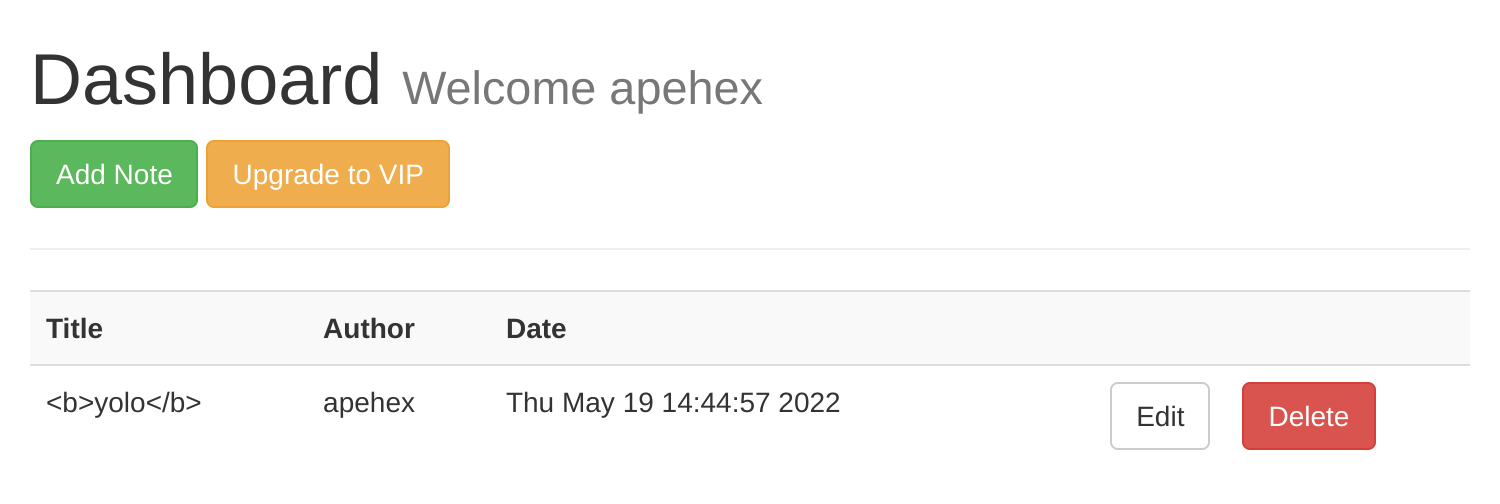 Dashboard Welcome apehex
Add Note Upgrade to VIP
Title Author Date
<b>yolo</b> apehex Thu May 19 14:44:57 2022 Edit Delete